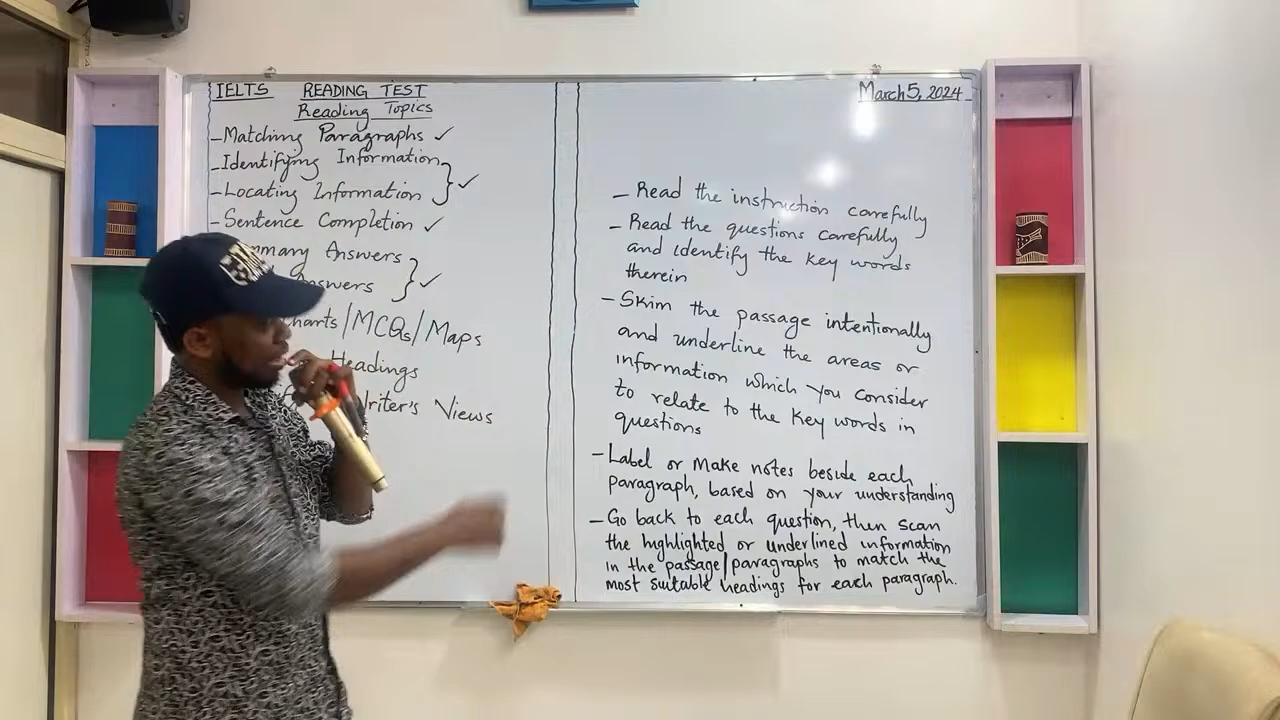 IELTS READING TEST
Reading Topics
- Matching Paragraphs ✓
- Identifying Information
- Locating Information } ✓
- Sentence Completion ✓
Answers
} ✓
Charts/MCQs/Maps
Headings
Writer's Views
March 5, 2024
- Read the instruction carefully
- Read the questions carefully
and identify the key words
therein
- Skim the passage intentionally
and underline the areas or
information which you consider
to relate to the key words in
questions
- Label or Make notes beside each
paragraph, based on your understanding
- Go back to each question, then scan
the highlighted or underlined information
in the passage/paragraphs to match the
most suitable headings for each paragraph.